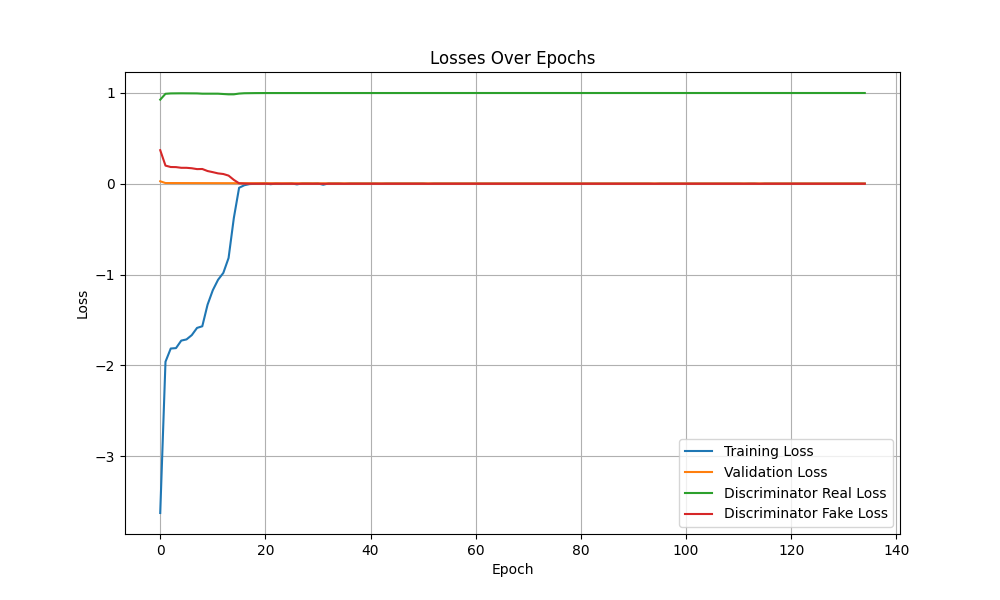 Losses Over Epochs
Loss
1
0
−1
−2
−3
0 20 40 60 80 100 120 140
Epoch
Training Loss
Validation Loss
Discriminator Real Loss
Discriminator Fake Loss